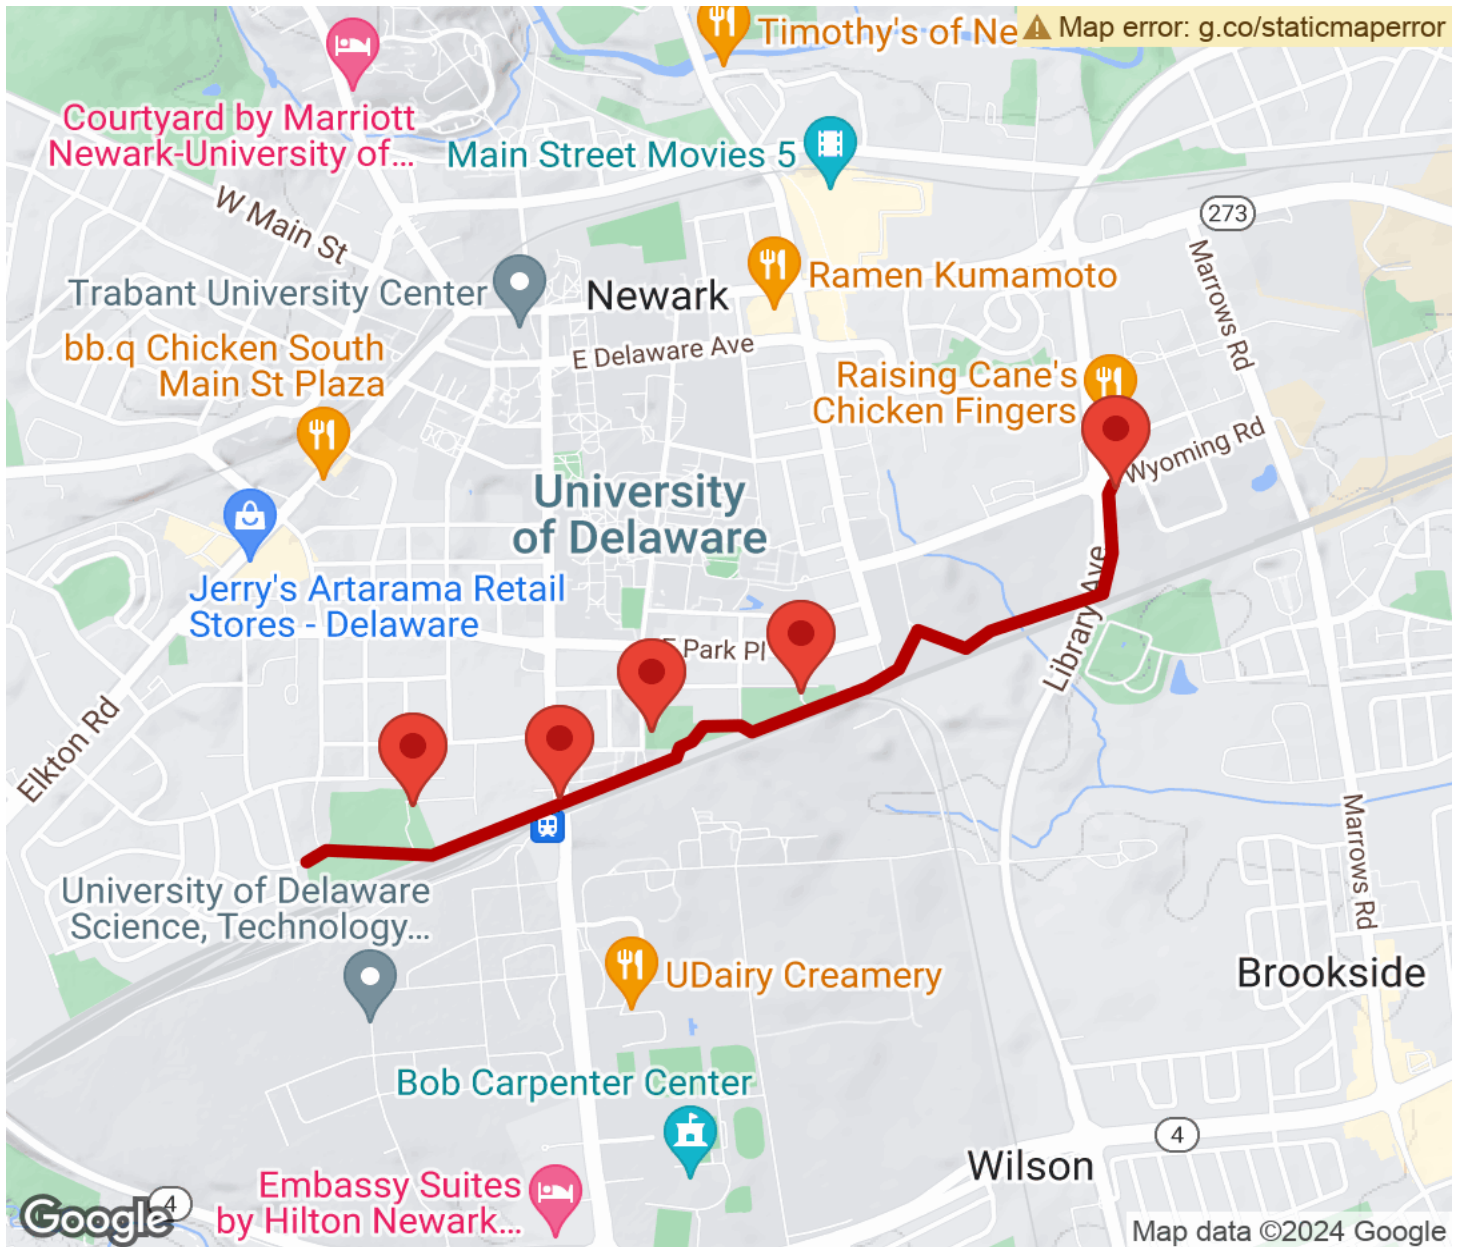 Timothy's of Ne
Map error: g.co/staticmaperror
Courtyard by Marriott
Newark-University of...
Main Street Movies 5
W Main St
273
Marrows Rd
Trabant University Center
Newark
Ramen Kumamoto
bb.q Chicken South
Main St Plaza
E Delaware Ave
Raising Cane's
Chicken Fingers
Wyoming Rd
University
of Delaware
Jerry's Artarama Retail
Stores - Delaware
Library Ave
E Park Pl
Elkton Rd
Marrows Rd
University of Delaware
Science, Technology...
UDairy Creamery
Brookside
Bob Carpenter Center
4
Wilson
Embassy Suites
by Hilton Newark...
4
Google
Map data ©2024 Google